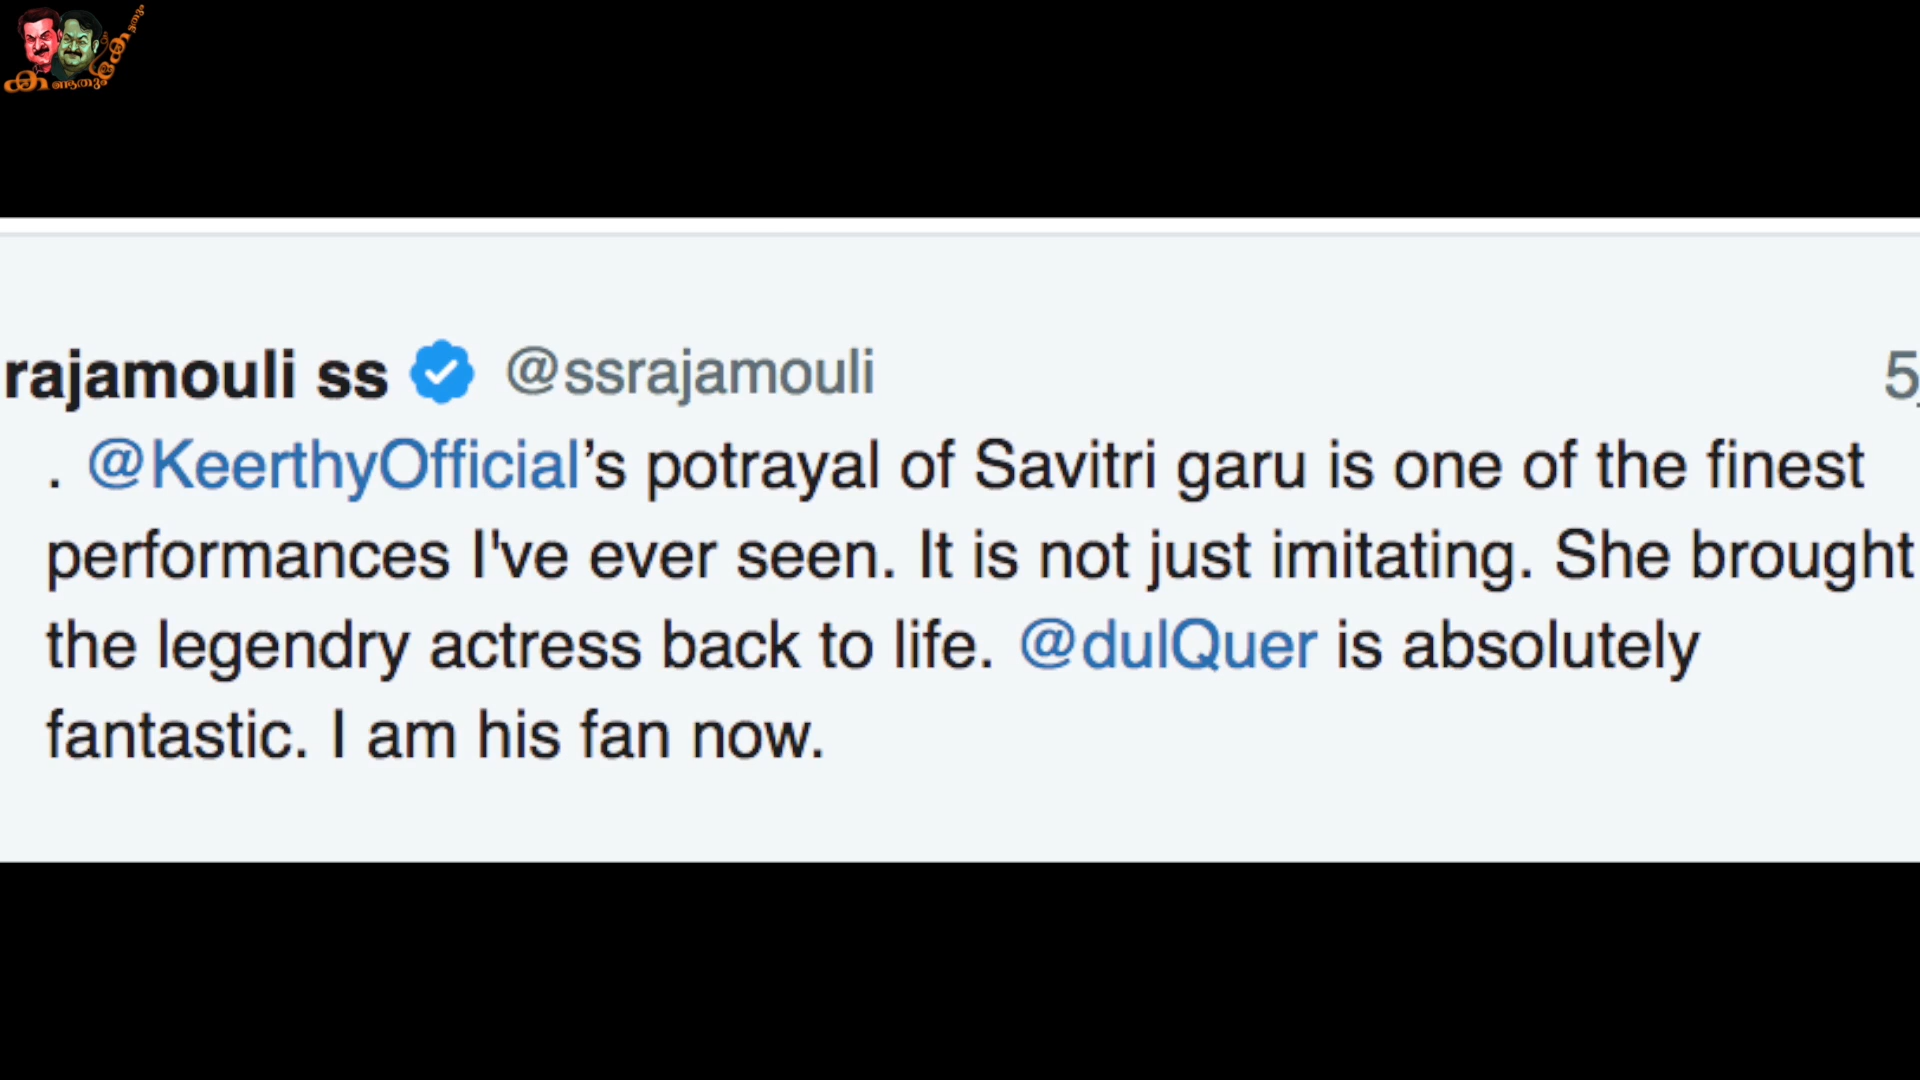 rajamouli ss @ssrajamouli
. @KeerthyOfficial’s potrayal of Savitri garu is one of the finest
performances I've ever seen. It is not just imitating. She brought
the legendry actress back to life. @dulQuer is absolutely
fantastic. I am his fan now.